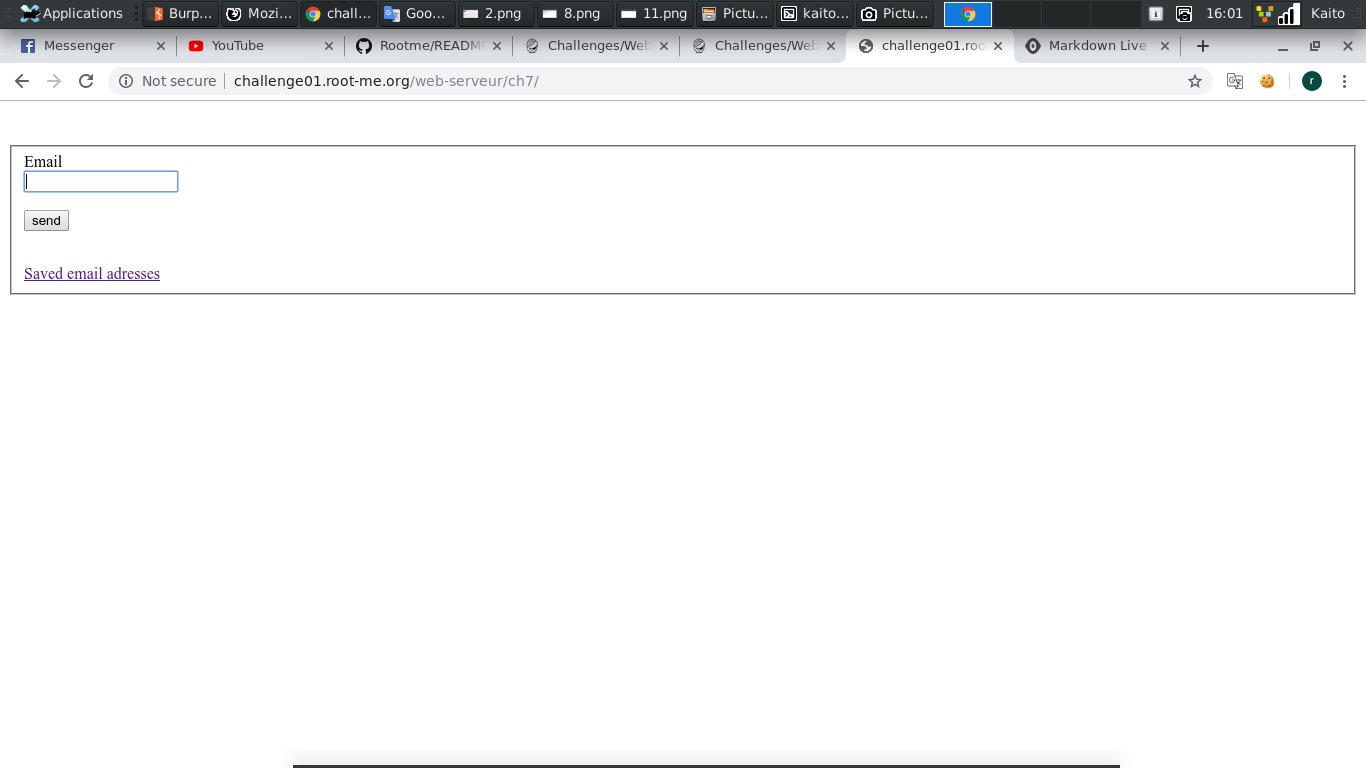 Applications Burp... Mozi... chall... Goo... 2.png 8.png 11.png Pictu... kaito... Pictu... 16:01 Kaito
Messenger YouTube Rootme/READM Challenges/Web Challenges/Web challenge01.roo Markdown Live
Not secure challenge01.root-me.org/web-serveur/ch7/ r
Email
send
Saved email adresses